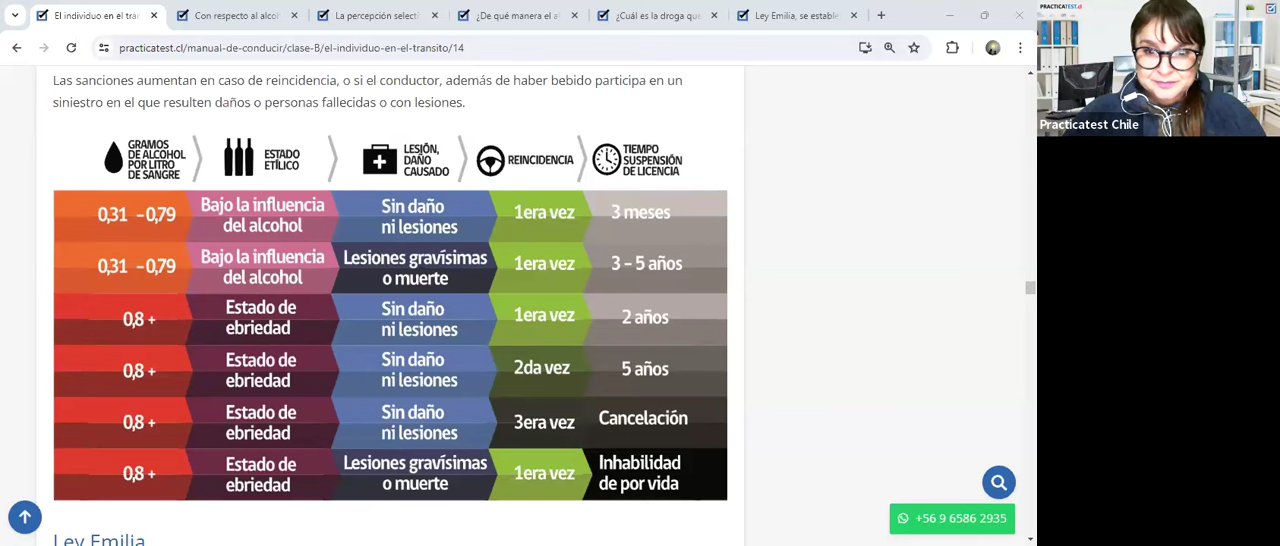 El individuo en el trán
Con respecto al alcoh
La percepción selecti
¿De qué manera el a
¿Cuál es la droga que
Ley Emilia, se estable
practicatest.cl/manual-de-conducir/clase-B/el-individuo-en-el-transito/14
Las sanciones aumentan en caso de reincidencia, o si el conductor, además de haber bebido participa en un
siniestro en el que resulten daños o personas fallecidas o con lesiones.
GRAMOS
DE ALCOHOL
POR LITRO
DE SANGRE
ESTADO
ETÍLICO
LESIÓN,
DAÑO
CAUSADO
REINCIDENCIA
TIEMPO
SUSPENSIÓN
DE LICENCIA
0,31 – 0,79
Bajo la influencia
del alcohol
Sin daño
ni lesiones
1era vez
3 meses
0,31 – 0,79
Bajo la influencia
del alcohol
Lesiones gravísimas
o muerte
1era vez
3 – 5 años
0,8 +
Estado de
ebriedad
Sin daño
ni lesiones
1era vez
2 años
0,8 +
Estado de
ebriedad
Sin daño
ni lesiones
2da vez
5 años
0,8 +
Estado de
ebriedad
Sin daño
ni lesiones
3era vez
Cancelación
0,8 +
Estado de
ebriedad
Lesiones gravísimas
o muerte
1era vez
Inhabilidad
de por vida
Ley Emilia
+56 9 6586 2935
PRACTICATEST.cl
Practicatest Chile